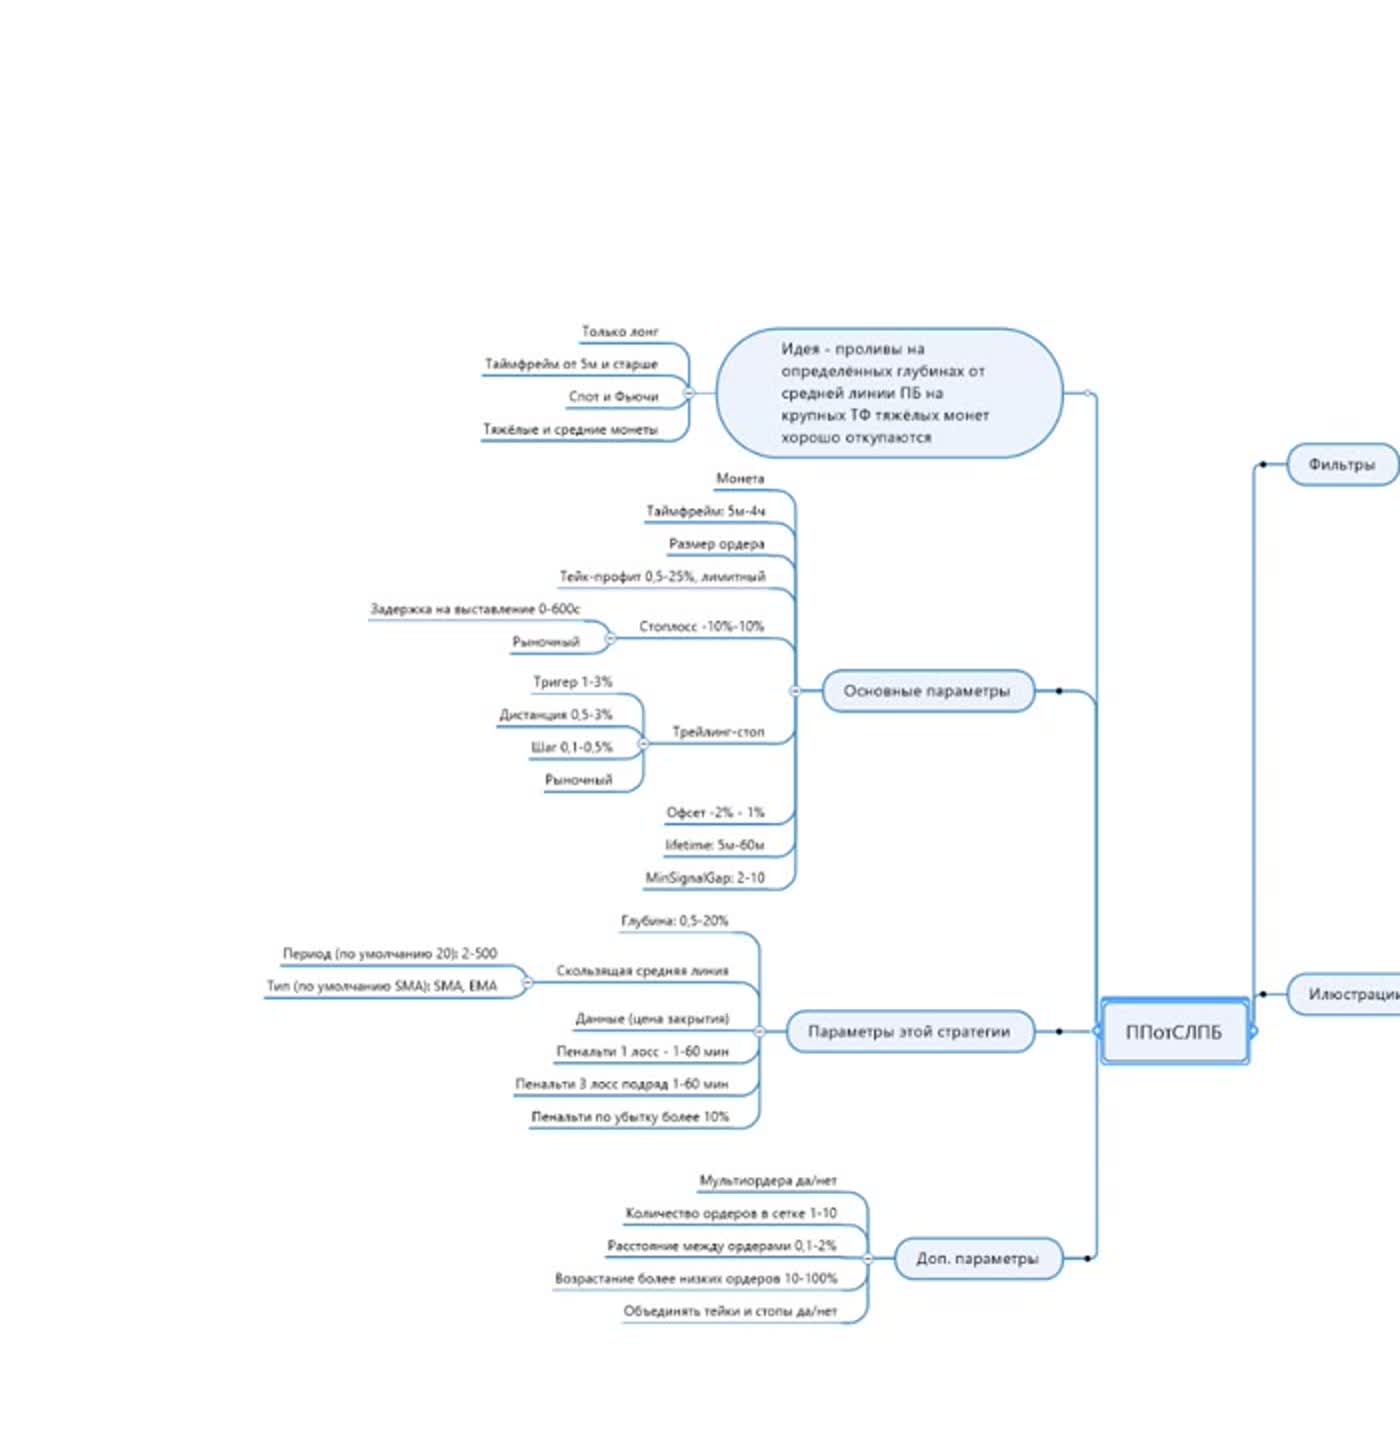 Только лонг
Таймфрейм от 5м и старше
Спот и Фьючи
Тяжёлые и средние монеты
Идея - проливы на
определённых глубинах от
средней линии ПБ на
крупных ТФ тяжёлых монет
хорошо откупаются
Монета
Таймфрейм: 5м-4ч
Размер ордера
Тейк-профит 0,5-25%, лимитный
Задержка на выставление 0-600с
Рыночный
Стоплосс -10%-10%
Тригер 1-3%
Дистанция 0,5-3%
Шаг 0,1-0,5%
Рыночный
Трейлинг-стоп
Офсет -2% - 1%
lifetime: 5м-60м
MinSignalGap: 2-10
Основные параметры
Глубина: 0,5-20%
Период (по умолчанию 20): 2-500
Тип (по умолчанию SMA): SMA, EMA
Скользящая средняя линия
Данные (цена закрытия)
Пенальти 1 лосс - 1-60 мин
Пенальти 3 лосс подряд 1-60 мин
Пенальти по убытку более 10%
Параметры этой стратегии
Мультиордера да/нет
Количество ордеров в сетке 1-10
Расстояние между ордерами 0,1-2%
Возрастание более низких ордеров 10-100%
Объединять тейки и стопы да/нет
Доп. параметры
ППотСЛПБ
Фильтры
Илюстрации